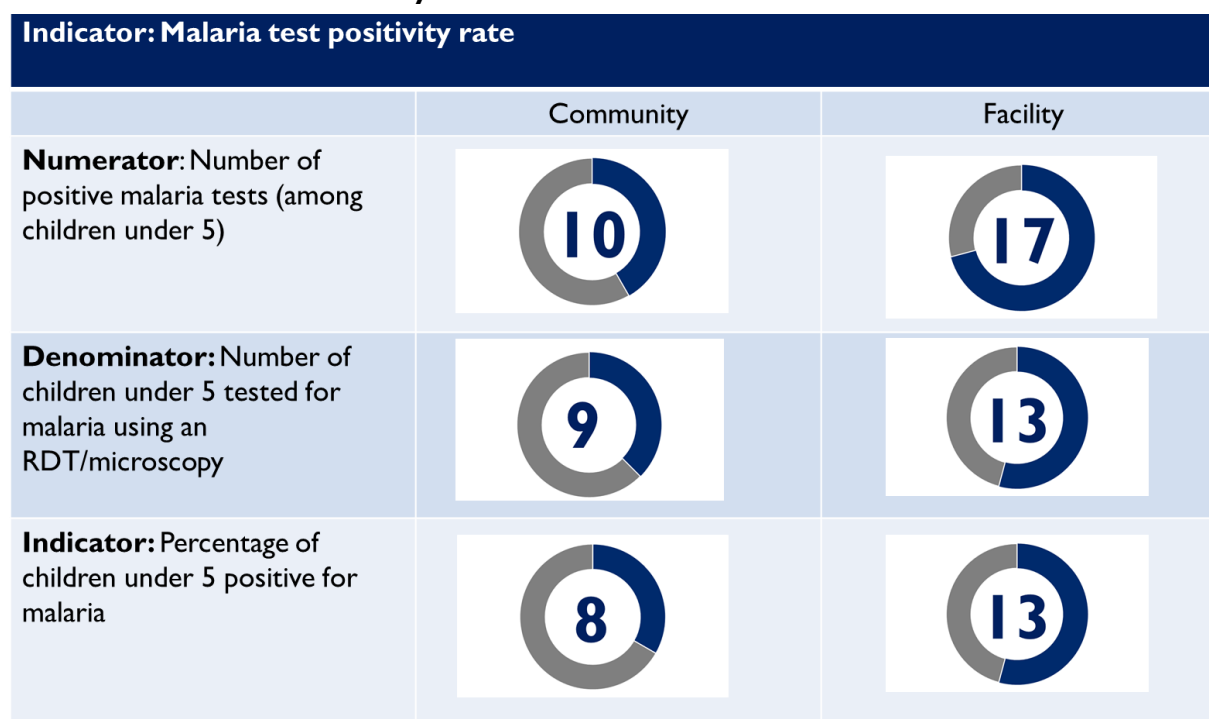 Indicator: Malaria test positivity rate
Community
Facility
Numerator: Number of
positive malaria tests (among
children under 5)
10
17
Denominator: Number of
children under 5 tested for
malaria using an
RDT/microscopy
9
13
Indicator: Percentage of
children under 5 positive for
malaria
8
13